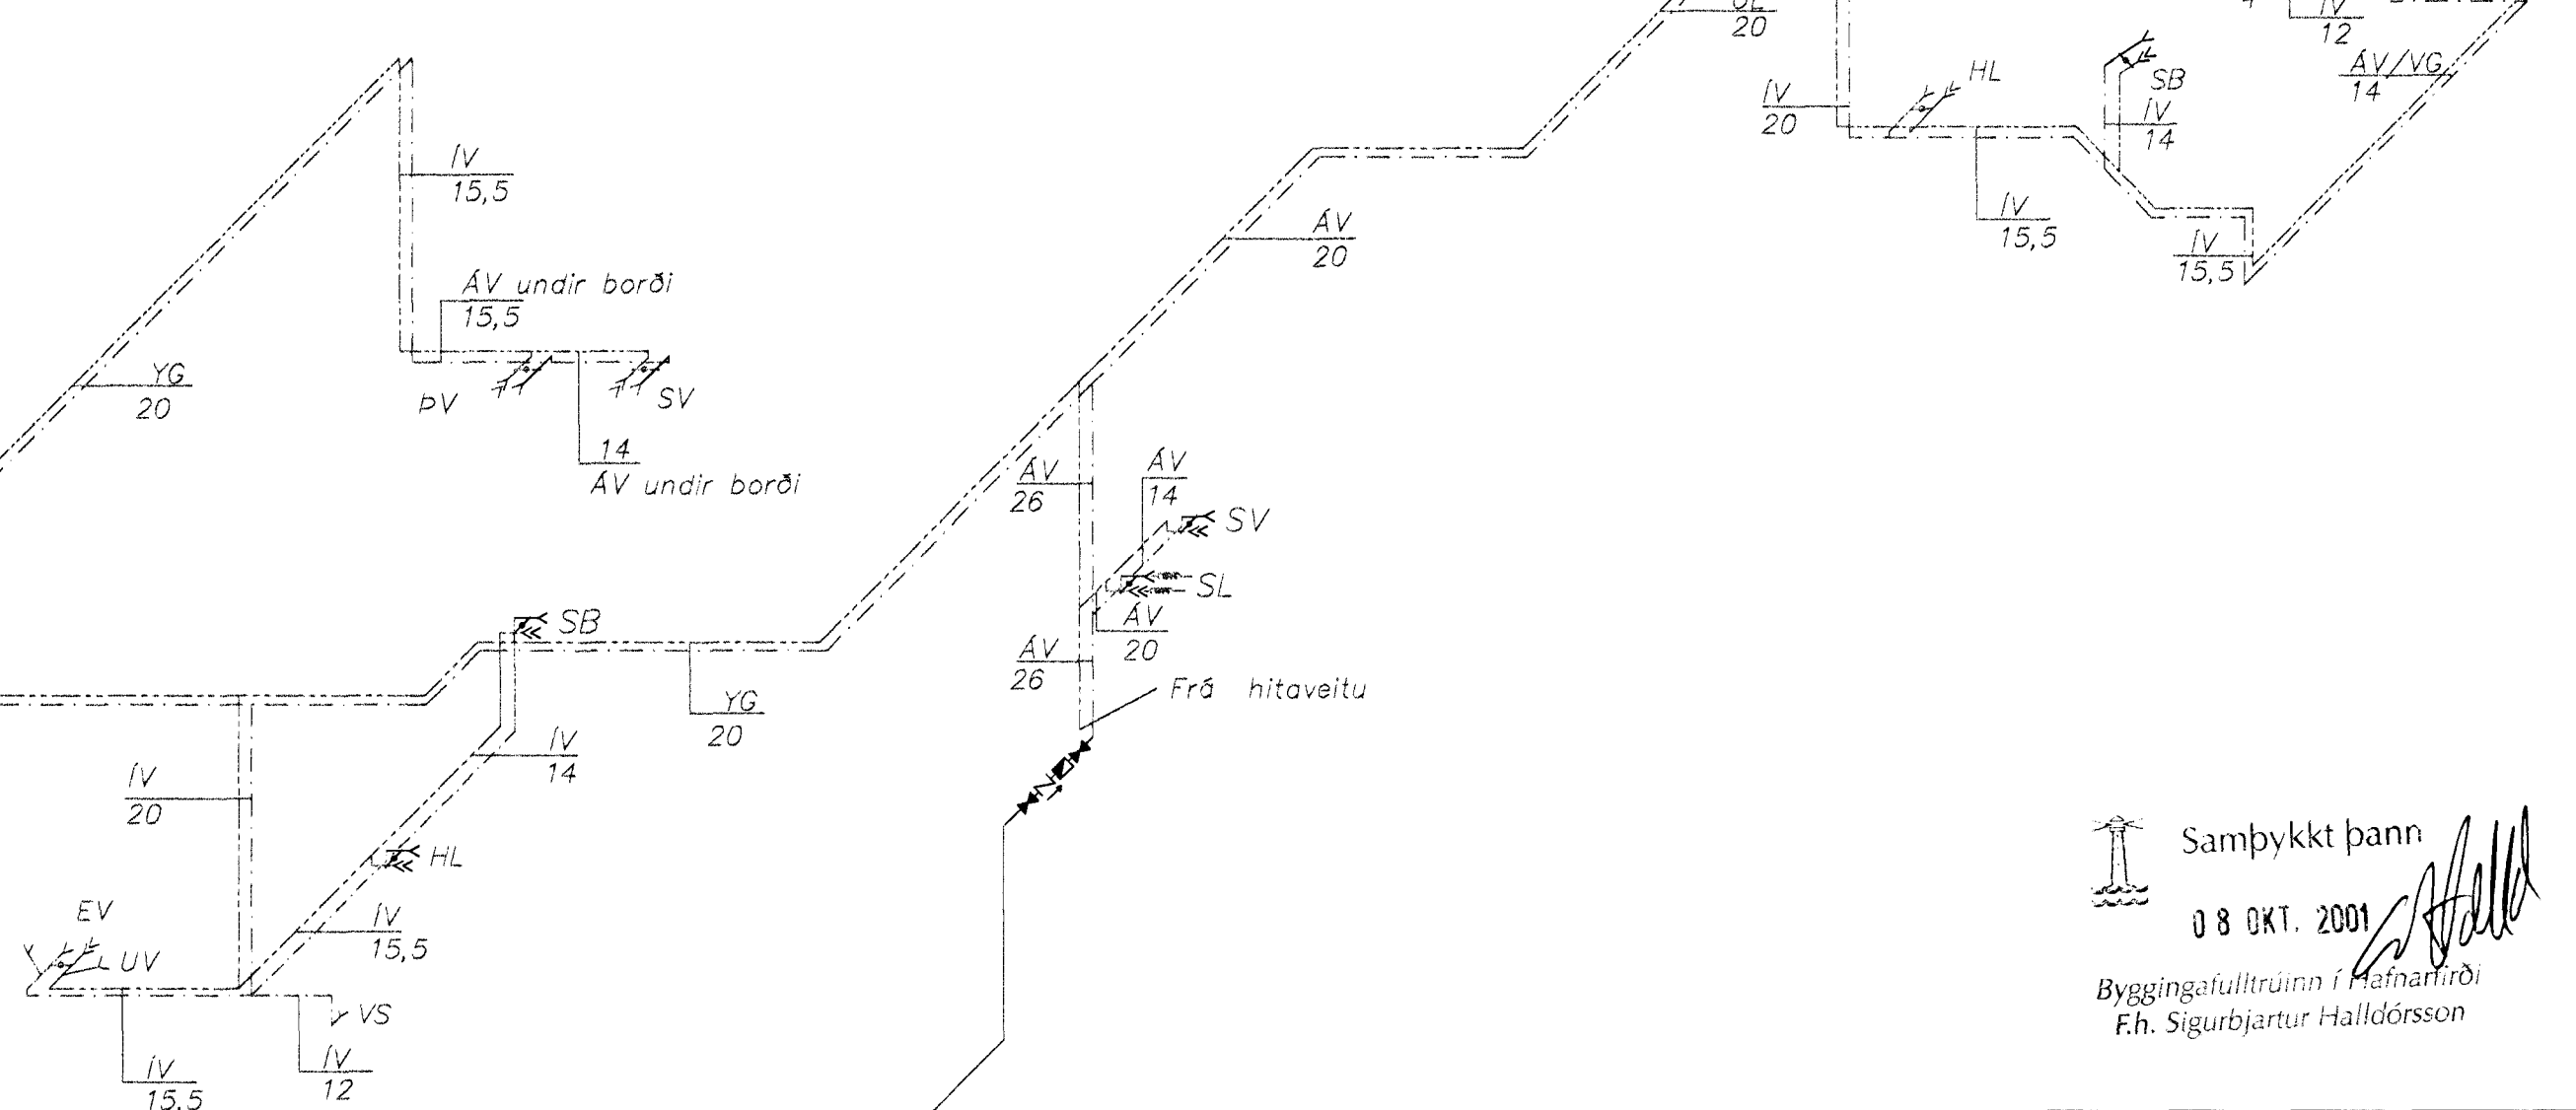 20
ÍV
12
HL
SB
ÁV/VG
14
ÍV
20
ÍV
14
ÍV
15,5
ÍV
15,5
ÍV
15,5
ÁV
20
ÁV undir borði
15,5
YG
20
ÞV
SV
14
ÁV undir borði
ÁV
26
ÁV
14
SV
SL
ÁV
20
SB
ÁV
26
Frá hitaveitu
YG
20
ÍV
14
ÍV
20
HL
EV
UV
ÍV
15,5
VS
ÍV
15,5
ÍV
12
Samþykkt þann
08 OKT. 2001
Byggingafulltrúinn í Hafnarfirði
F.h. Sigurbjartur Halldórsson